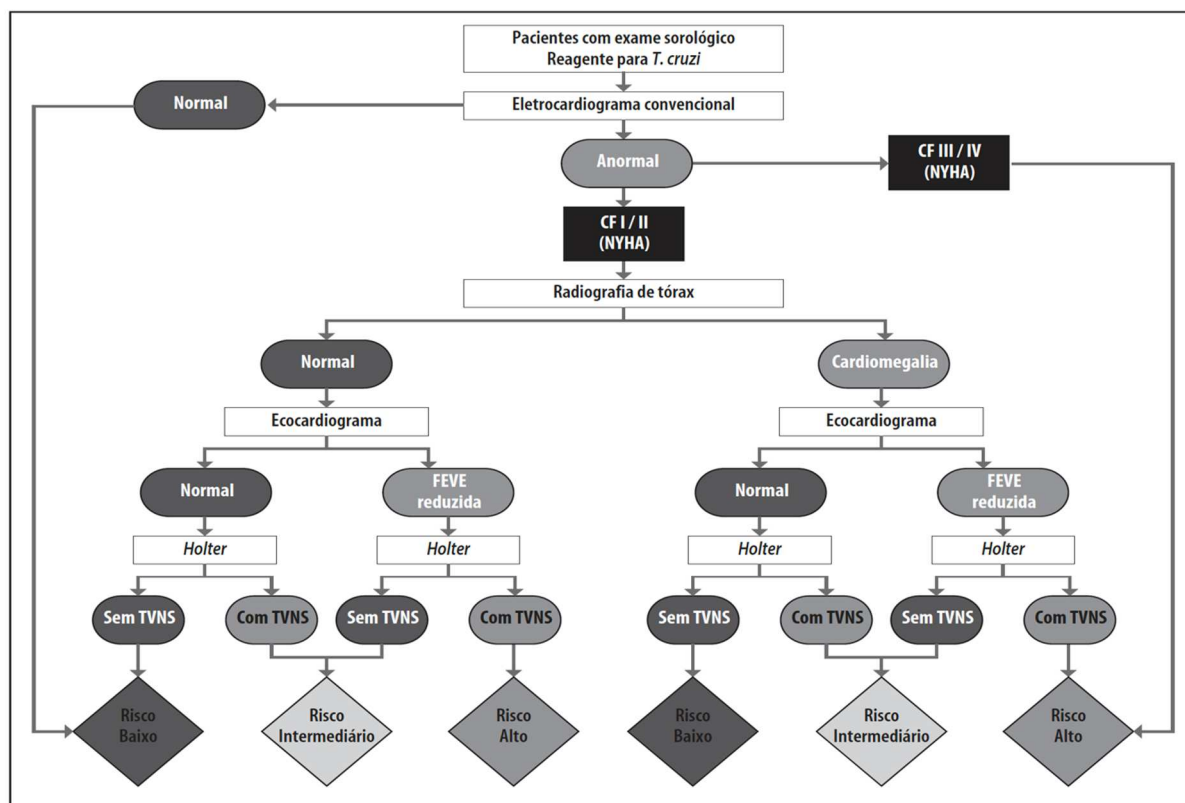 Pacientes com exame sorológico
Reagente para T. cruzi
Normal
Eletrocardiograma convencional
Anormal
CF III / IV
(NYHA)
CF I / II
(NYHA)
Radiografia de tórax
Normal
Cardiomegalia
Ecocardiograma
Ecocardiograma
Normal
FEVE
reduzida
Normal
FEVE
reduzida
Holter
Holter
Holter
Holter
Sem TVNS
Com TVNS
Sem TVNS
Com TVNS
Sem TVNS
Com TVNS
Sem TVNS
Com TVNS
Risco
Baixo
Risco
Intermediário
Risco
Alto
Risco
Baixo
Risco
Intermediário
Risco
Alto